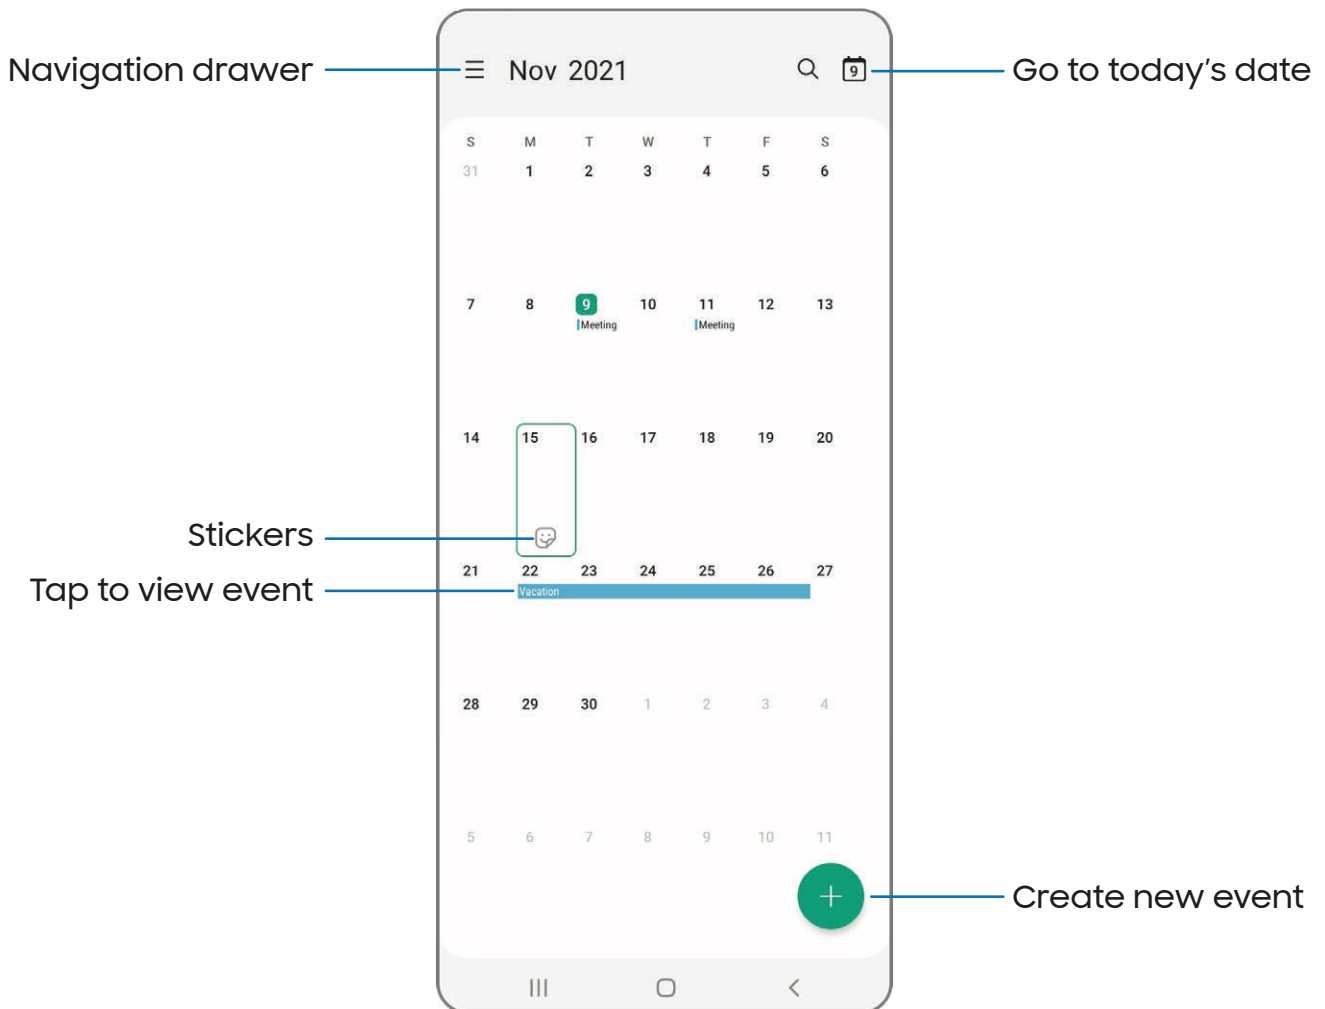 Navigation drawer
Nov 2021
9
Go to today's date
S M T W T F S
31 1 2 3 4 5 6
7 8 9 10 11 12 13
Meeting Meeting
14 15 16 17 18 19 20
Stickers
21 22 23 24 25 26 27
Tap to view event
Vacation
28 29 30 1 2 3 4
5 6 7 8 9 10 11
Create new event